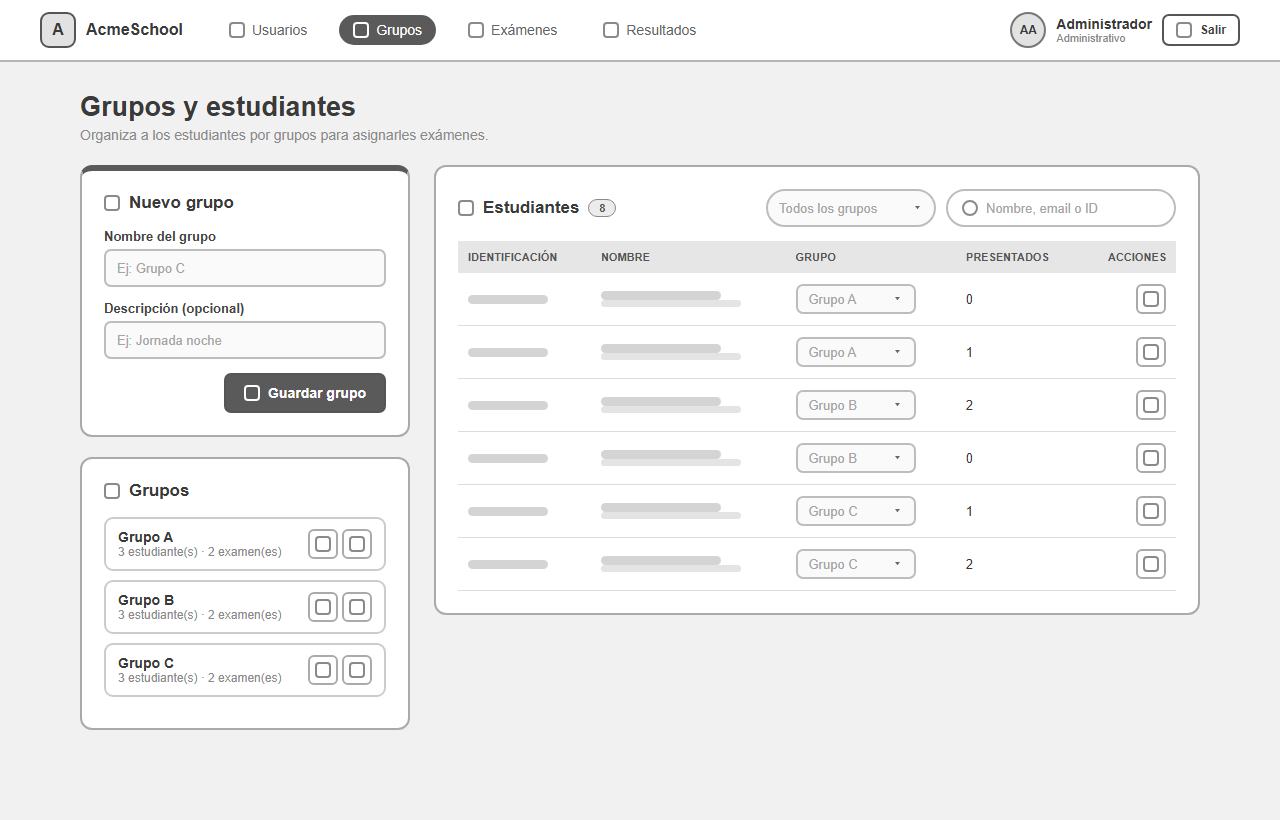 A AcmeSchool Usuarios Grupos Exámenes Resultados AA Administrador Salir
Administrativo
Grupos y estudiantes
Organiza a los estudiantes por grupos para asignarles exámenes.
Nuevo grupo
Nombre del grupo
Ej: Grupo C
Descripción (opcional)
Ej: Jornada noche
Guardar grupo
Grupos
Grupo A
3 estudiante(s) · 2 examen(es)
Grupo B
3 estudiante(s) · 2 examen(es)
Grupo C
3 estudiante(s) · 2 examen(es)
Estudiantes 8 Todos los grupos Nombre, email o ID
IDENTIFICACIÓN NOMBRE GRUPO PRESENTADOS ACCIONES
Grupo A 0
Grupo A 1
Grupo B 2
Grupo B 0
Grupo C 1
Grupo C 2